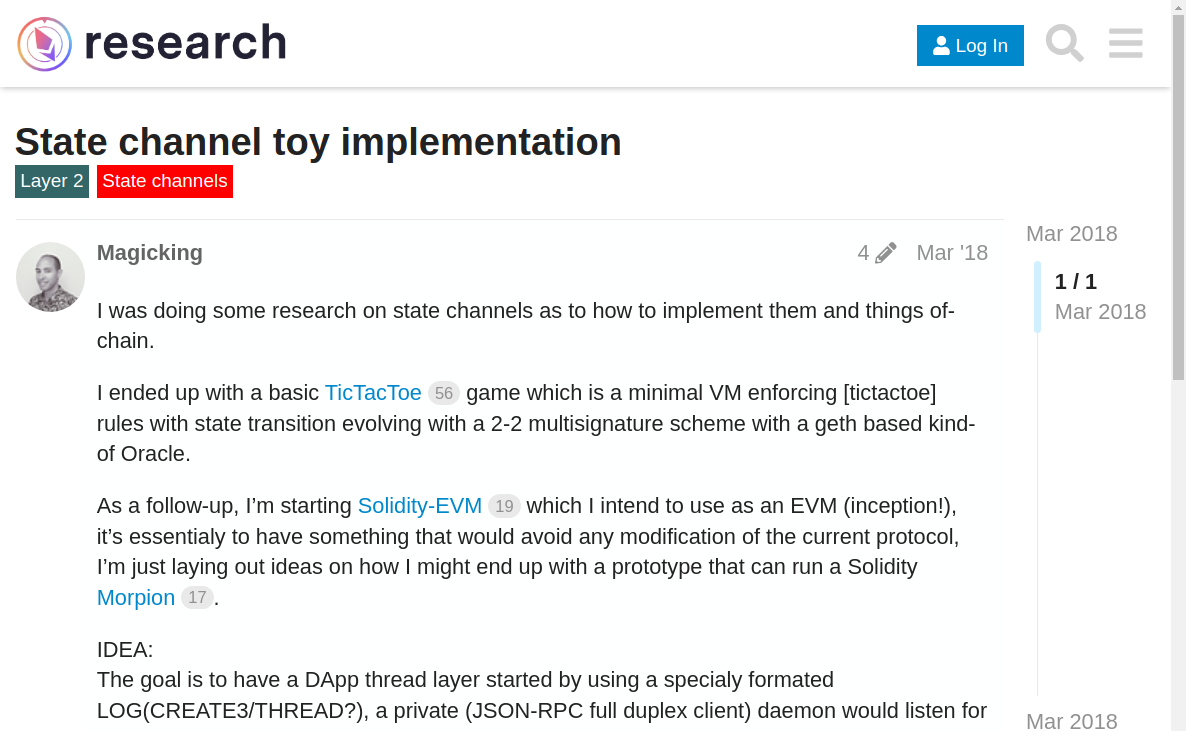 research
Log In
State channel toy implementation
Layer 2 State channels
Mar 2018
Magicking 4 Mar '18
1 / 1
Mar 2018
I was doing some research on state channels as to how to implement them and things of-
chain.
I ended up with a basic TicTacToe 56 game which is a minimal VM enforcing [tictactoe]
rules with state transition evolving with a 2-2 multisignature scheme with a geth based kind-
of Oracle.
As a follow-up, I’m starting Solidity-EVM 19 which I intend to use as an EVM (inception!),
it’s essentialy to have something that would avoid any modification of the current protocol,
I’m just laying out ideas on how I might end up with a prototype that can run a Solidity
Morpion 17.
IDEA:
The goal is to have a DApp thread layer started by using a specialy formated
LOG(CREATE3/THREAD?), a private (JSON-RPC full duplex client) daemon would listen for
Mar 2018